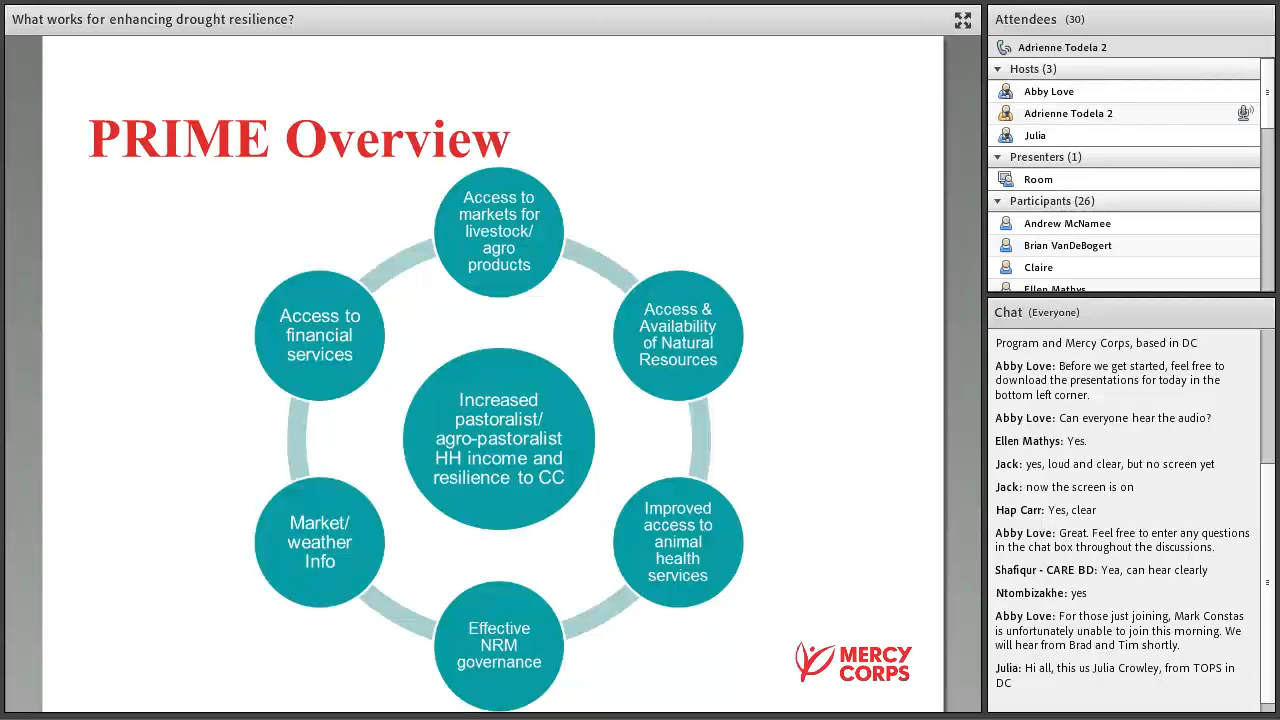 What works for enhancing drought resilience?
PRIME Overview
Access to
markets for
livestock/
agro
products
Access to
financial
services
Access &
Availability
of Natural
Resources
Increased
pastoralist/
agro-pastoralist
HH income and
resilience to CC
Market/
weather
Info
Improved
access to
animal
health
services
Effective
NRM
governance
MERCY
CORPS
Attendees (30)
Adrienne Todela 2
Hosts (3)
Abby Love
Adrienne Todela 2
Julia
Presenters (1)
Room
Participants (26)
Andrew McNamee
Brian VanDeBogert
Claire
Ellen Mathys
Chat (Everyone)
Program and Mercy Corps, based in DC
Abby Love: Before we get started, feel free to
download the presentations for today in the
bottom left corner.
Abby Love: Can everyone hear the audio?
Ellen Mathys: Yes.
Jack: yes, loud and clear, but no screen yet
Jack: now the screen is on
Hap Carr: Yes, clear
Abby Love: Great. Feel free to enter any questions
in the chat box throughout the discussions.
Shafiqur - CARE BD: Yea, can hear clearly
Ntombizakhe: yes
Abby Love: For those just joining, Mark Constas
is unfortunately unable to join this morning. We
will hear from Brad and Tim shortly.
Julia: Hi all, this us Julia Crowley, from TOPS in
DC